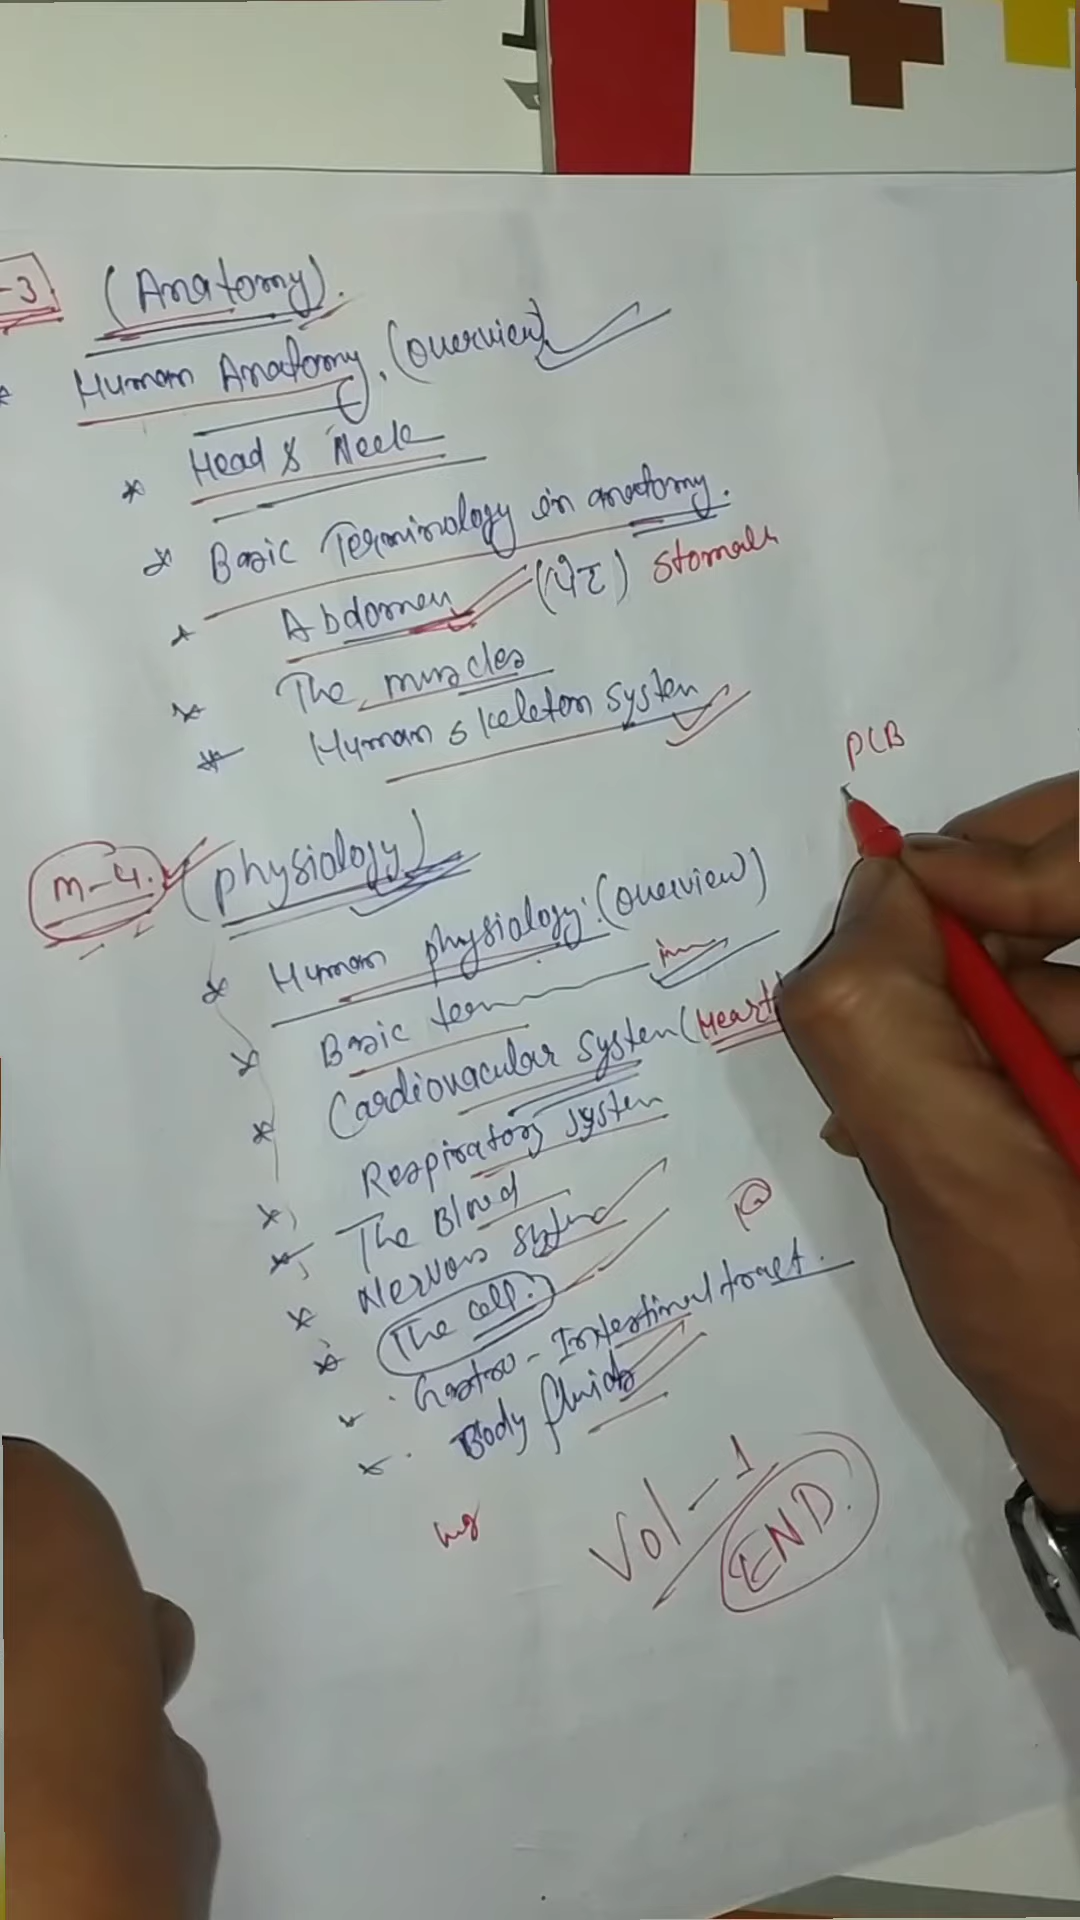 -3 (Anatomy).
Human Anatomy. (Overview)
* Head & Neck
* Basic Terminology in anatomy.
* Abdomen (पेट) Stomach
* The muscles
* Human skeleton system
PCB
M-4. (physiology)
* Human physiology: (overview)
* Basic term in
* Cardiovacular system (Heart
* Respiratory system
* The Blood
* Nervous system
* The cell.
* Gastro - Intestinal tract.
* Body fluids
Vol - 1
END.